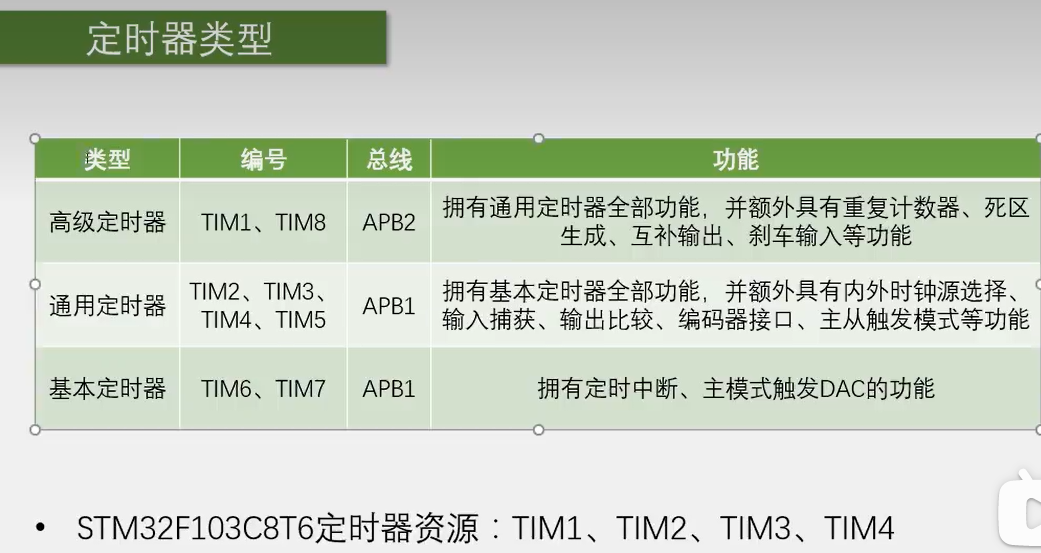 定时器类型
类型 编号 总线 功能
高级定时器 TIM1、TIM8 APB2 拥有通用定时器全部功能，并额外具有重复计数器、死区
生成、互补输出、刹车输入等功能
通用定时器 TIM2、TIM3、
TIM4、TIM5 APB1 拥有基本定时器全部功能，并额外具有内外时钟源选择、
输入捕获、输出比较、编码器接口、主从触发模式等功能
基本定时器 TIM6、TIM7 APB1 拥有定时中断、主模式触发DAC的功能
• STM32F103C8T6定时器资源：TIM1、TIM2、TIM3、TIM4